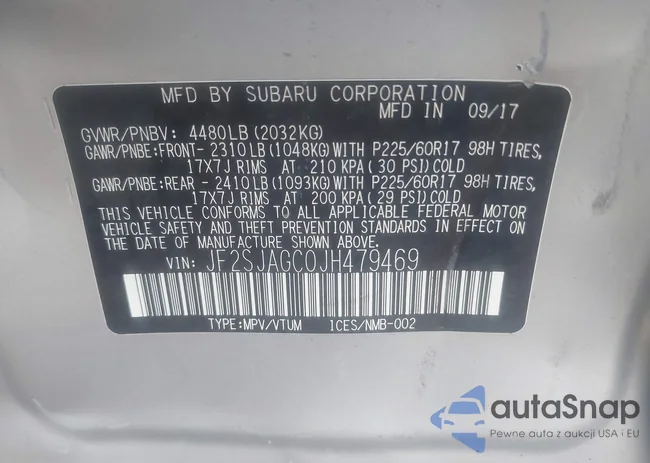 MFD BY SUBARU CORPORATION
MFD IN 09/17
GVWR/PNBV: 4480LB(2032KG)
GAWR/PNBE:FRONT- 2310LB(1048KG)WITH P225/60R17 98H TIRES,
17X7J RIMS AT 210 KPA(30 PSI)COLD
GAWR/PNBE:REAR - 2410LB(1093KG)WITH P225/60R17 98H TIRES,
17X7J RIMS AT 200 KPA(29 PSI)COLD
THIS VEHICLE CONFORMS TO ALL APPLICABLE FEDERAL MOTOR
VEHICLE SAFETY AND THEFT PREVENTION STANDARDS IN EFFECT
ON THE DATE OF MANUFACTURE SHOWN ABOVE.
VIN: JF2SJAGC0JH479469
TYPE:MPV/VTUM ICES/NMB-002
autaSnap
Pewne auta z aukcji USA i EU